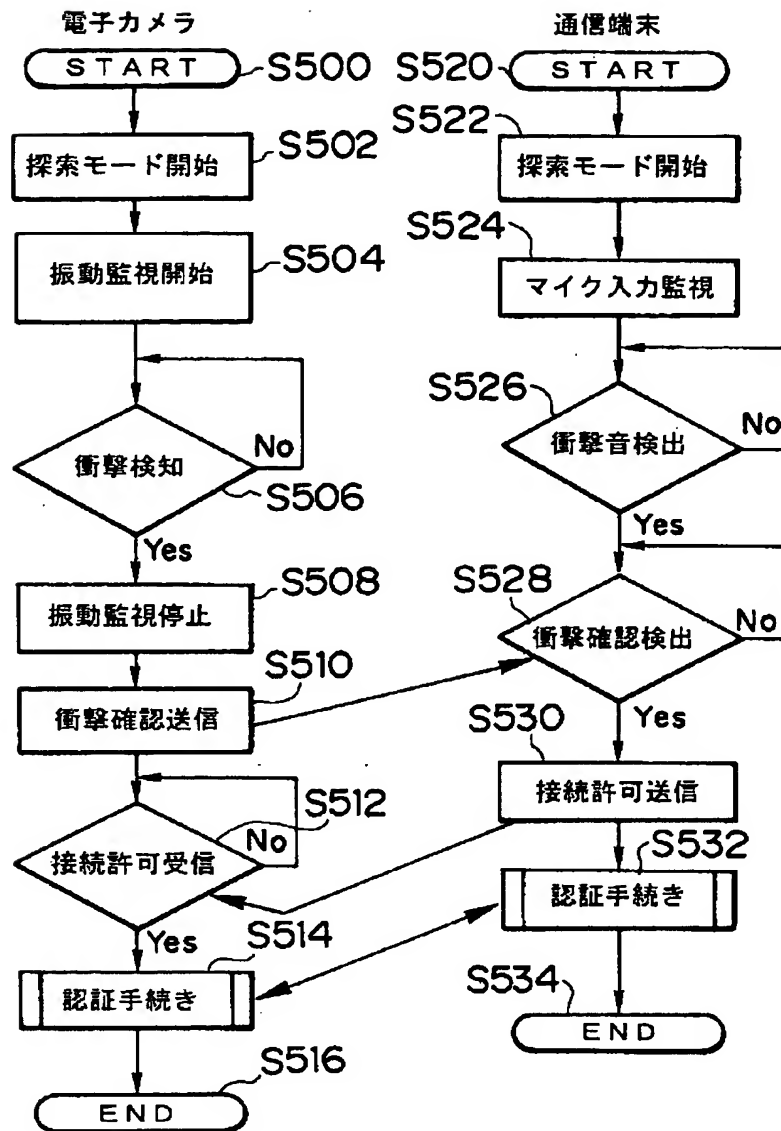 電子カメラ
START
S500
探索モード開始
S502
振動監視開始
S504
衝撃検知
No
S506
Yes
振動監視停止
S508
衝撃確認送信
S510
接続許可受信
No
S512
Yes
認証手続き
S514
END
S516
通信端末
START
S520
探索モード開始
S522
マイク入力監視
S524
衝撃音検出
No
S526
Yes
衝撃確認検出
No
S528
Yes
接続許可送信
S530
認証手続き
S532
END
S534